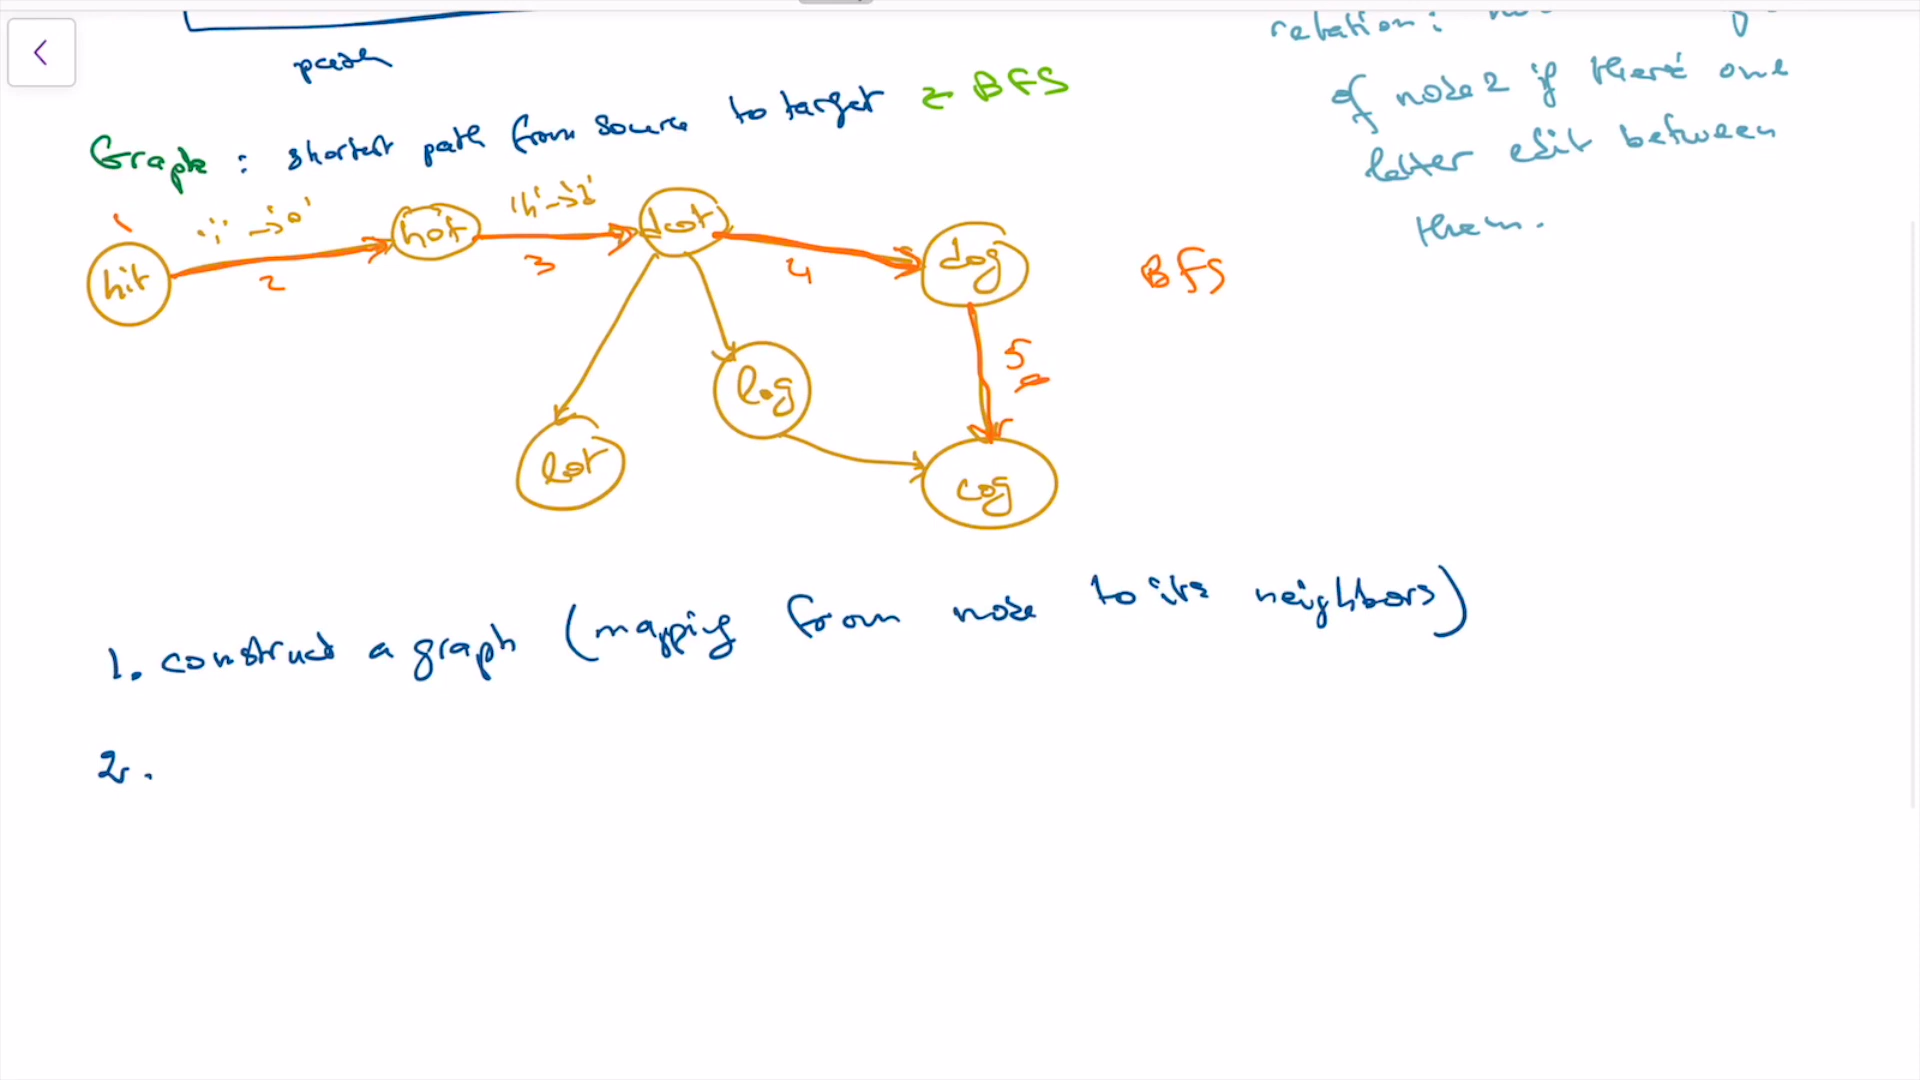 path
relation:
of node 2 if there's one
letter edit between
them.
Graph: shortest path from source to target ← BFS
'i' -> 'o'
'h' -> 'd'
hit
hot
dot
dog
2
3
4
BFS
5
log
lot
cog
1. construct a graph (mapping from node to its neighbors)
2.